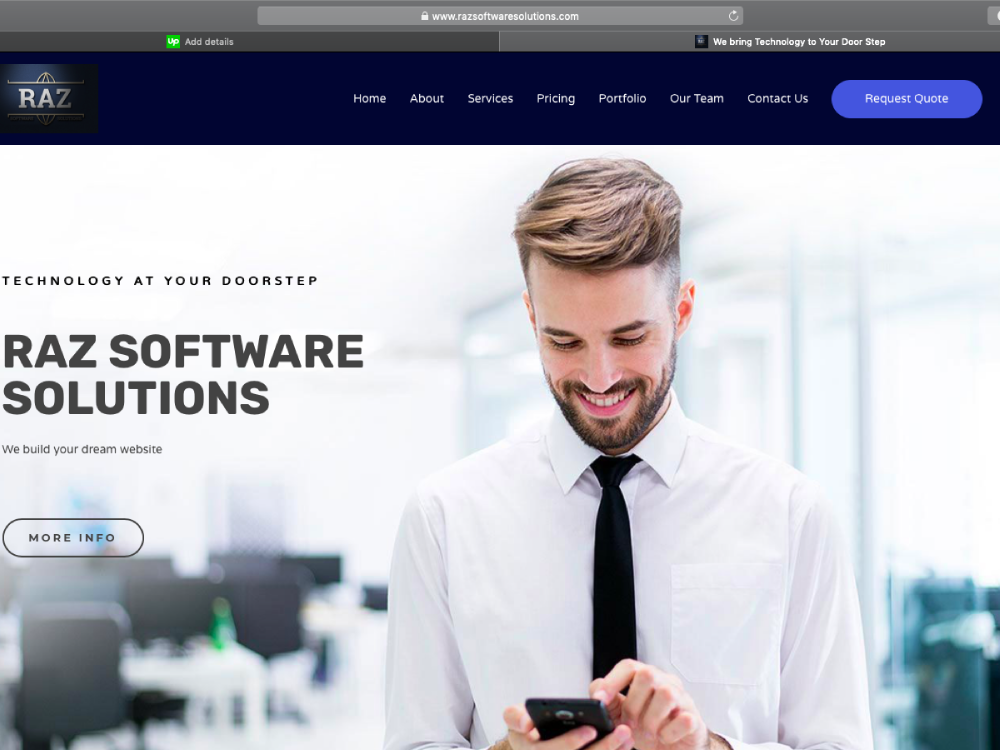 www.razsoftwaresolutions.com
Up Add details
We bring Technology to Your Door Step
RAZ
Home About Services Pricing Portfolio Our Team Contact Us Request Quote
TECHNOLOGY AT YOUR DOORSTEP
RAZ SOFTWARE
SOLUTIONS
We build your dream website
MORE INFO